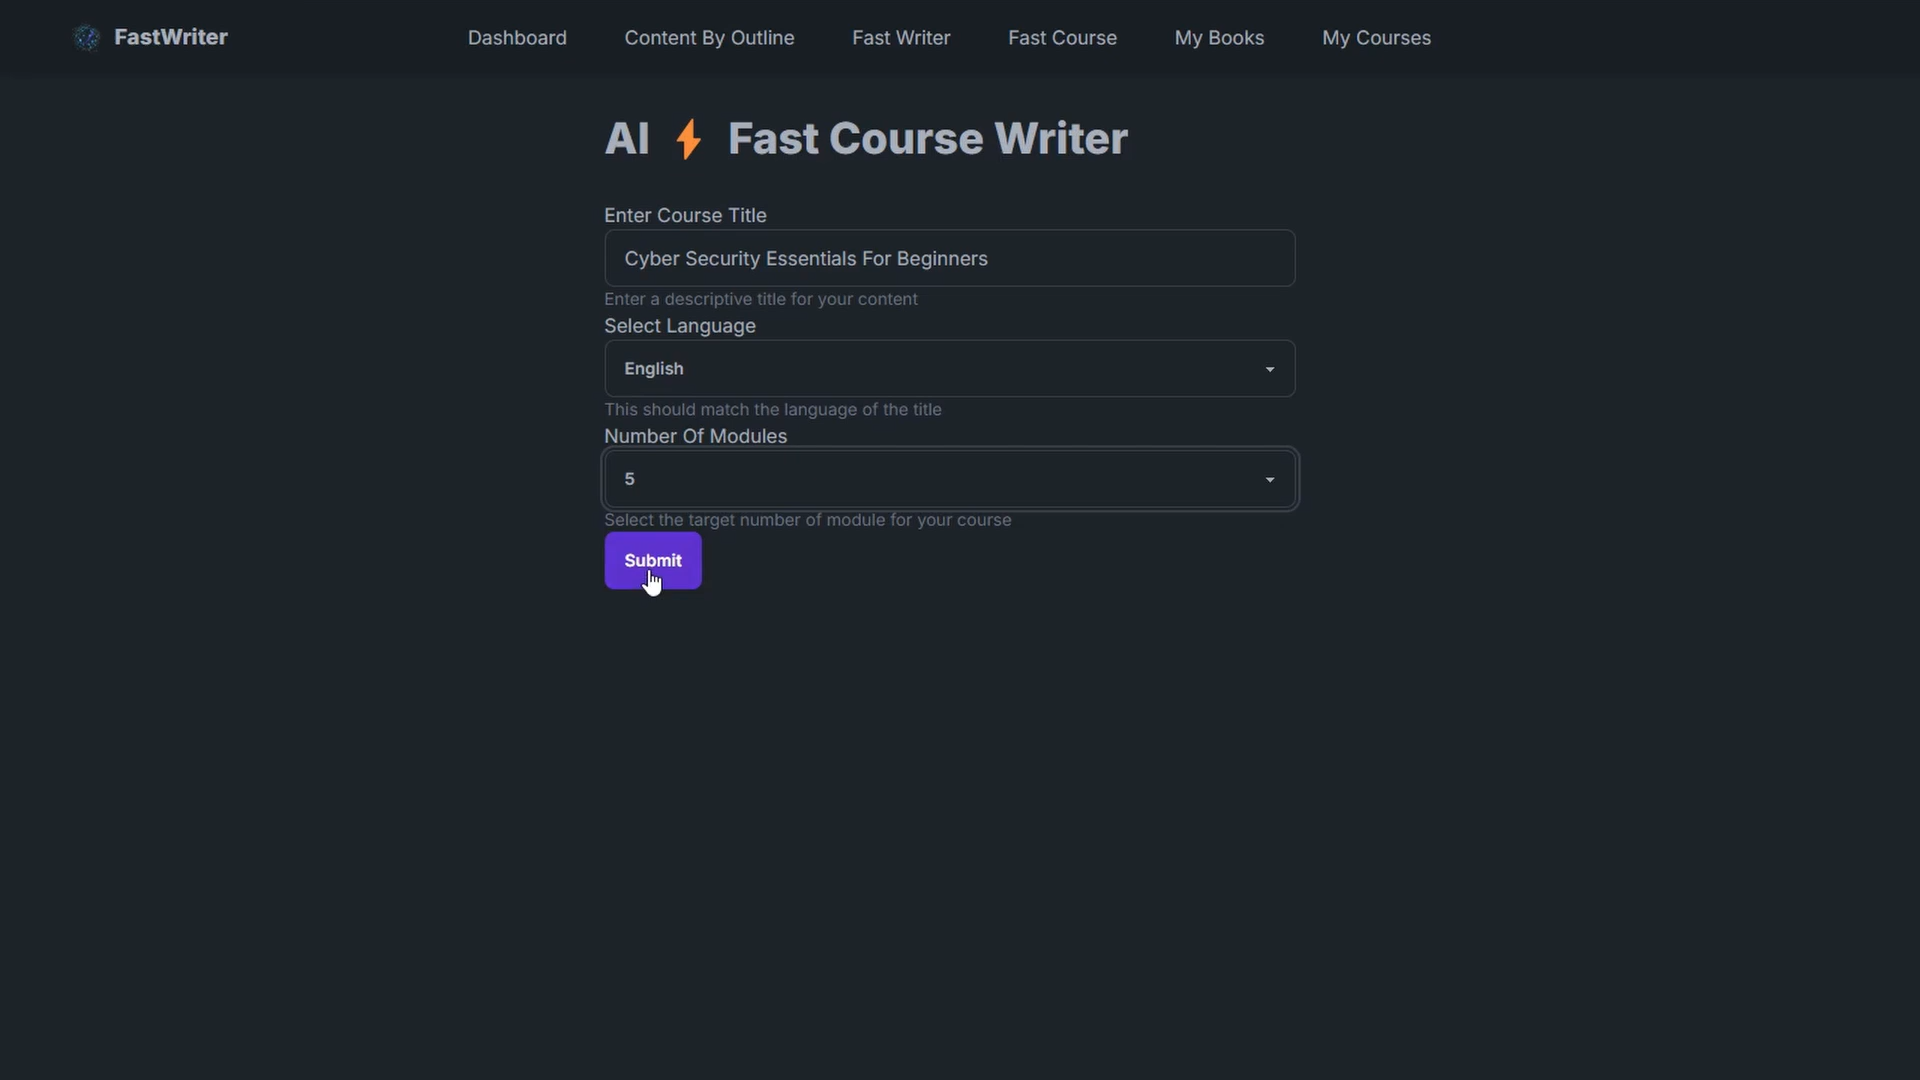 FastWriter
Dashboard
Content By Outline
Fast Writer
Fast Course
My Books
My Courses
AI ⚡ Fast Course Writer
Enter Course Title
Cyber Security Essentials For Beginners
Enter a descriptive title for your content
Select Language
English
This should match the language of the title
Number Of Modules
5
Select the target number of module for your course
Submit